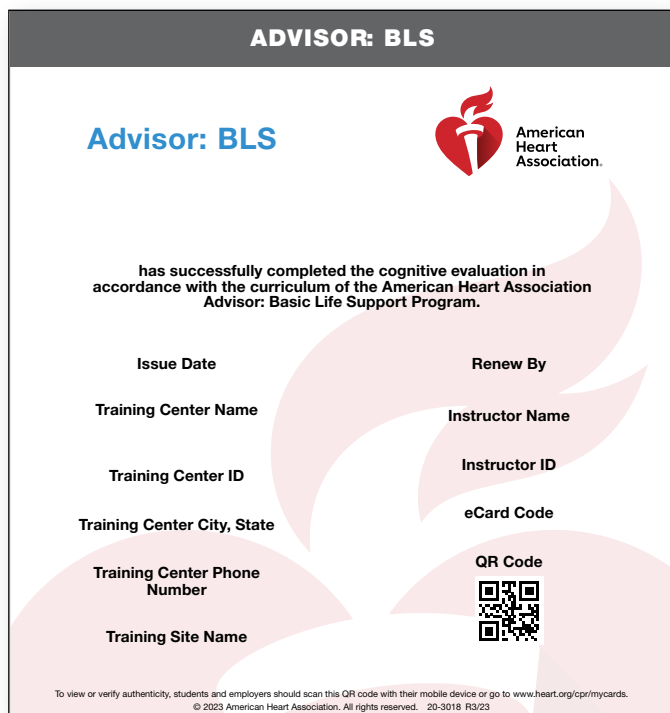 ADVISOR: BLS
Advisor: BLS
American
Heart
Association®
has successfully completed the cognitive evaluation in
accordance with the curriculum of the American Heart Association
Advisor: Basic Life Support Program.
Issue Date
Renew By
Training Center Name
Instructor Name
Training Center ID
Instructor ID
Training Center City, State
eCard Code
Training Center Phone
Number
QR Code
Training Site Name
To view or verify authenticity, students and employers should scan this QR code with their mobile device or go to www.heart.org/cpr/mycards.
© 2023 American Heart Association. All rights reserved. 20-3018 R3/23